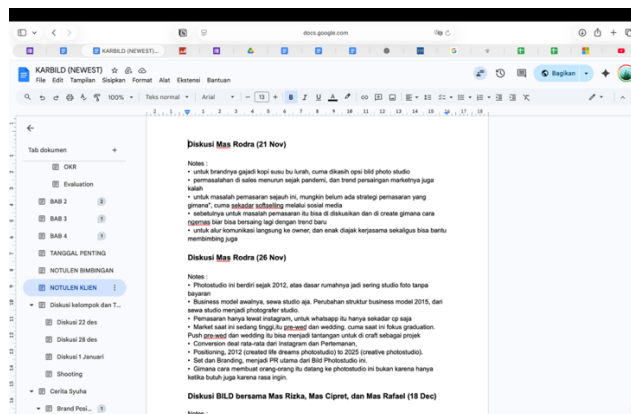 docs.google.com
KARBILD (NEWEST)...
KARBILD (NEWEST)
File Edit Tampilan Sisipkan Format Alat Ekstensi Bantuan
Bagikan
100% Teks normal Arial 13
Tab dokumen
OKR
Evaluation
BAB 2 2
BAB 3 1
BAB 4 1
TANGGAL PENTING
NOTULEN BIMBINGAN
NOTULEN KLIEN
Diskusi kelompok dan T...
Diskusi 22 des
Diskusi 28 des
Diskusi 1 Januari
Shooting
Cerita Syuha
Brand Posi... 1
Diskusi Mas Rodra (21 Nov)
Notes :
• untuk brandnya gajadi kopi susu bu lurah, cuma dikasih opsi bild photo studio
• permasalahan di sales menurun sejak pandemi, dan trend persaingan marketnya juga
kalah
• untuk masalah pemasaran sejauh ini, mungkin belum ada strategi pemasaran yang
gimana", cuma sekadar softselling melalui sosial media
• sebetulnya untuk masalah pemasaran itu bisa di diskusikan dan di create gimana cara
ngemas biar bisa bersaing lagi dengan trend baru
• untuk alur komunikasi langsung ke owner, dan enak diajak kerjasama sekaligus bisa bantu
membimbing juga
Diskusi Mas Rodra (26 Nov)
Notes :
• Photostudio ini berdiri sejak 2012, atas dasar rumahnya jadi sering studio foto tanpa
bayaran
• Business model awalnya, sewa studio aja. Perubahan struktur business model 2015, dari
sewa studio menjadi photografer studio.
• Pemasaran hanya lewat instagram, untuk whatsapp itu hanya sekadar cp saja
• Market saat ini sedang tinggi,itu pre-wed dan wedding, cuma saat ini fokus graduation.
Push pre-wed dan wedding itu bisa menjadi tantangan untuk di craft sebagai projek
• Conversion deal rata-rata dari Instagram dan Pertemanan,
• Positioning, 2012 (created life dreams photostudio) to 2025 (creative photostudio).
• Set dan Branding, menjadi PR utama dari Bild Photostudio ini.
• Gimana cara membuat orang-orang itu datang ke photostudio ini bukan karena hanya
ketika butuh juga karena rasa ingin.
Diskusi BILD bersama Mas Rizka, Mas Cipret, dan Mas Rafael (18 Dec)
Notes :